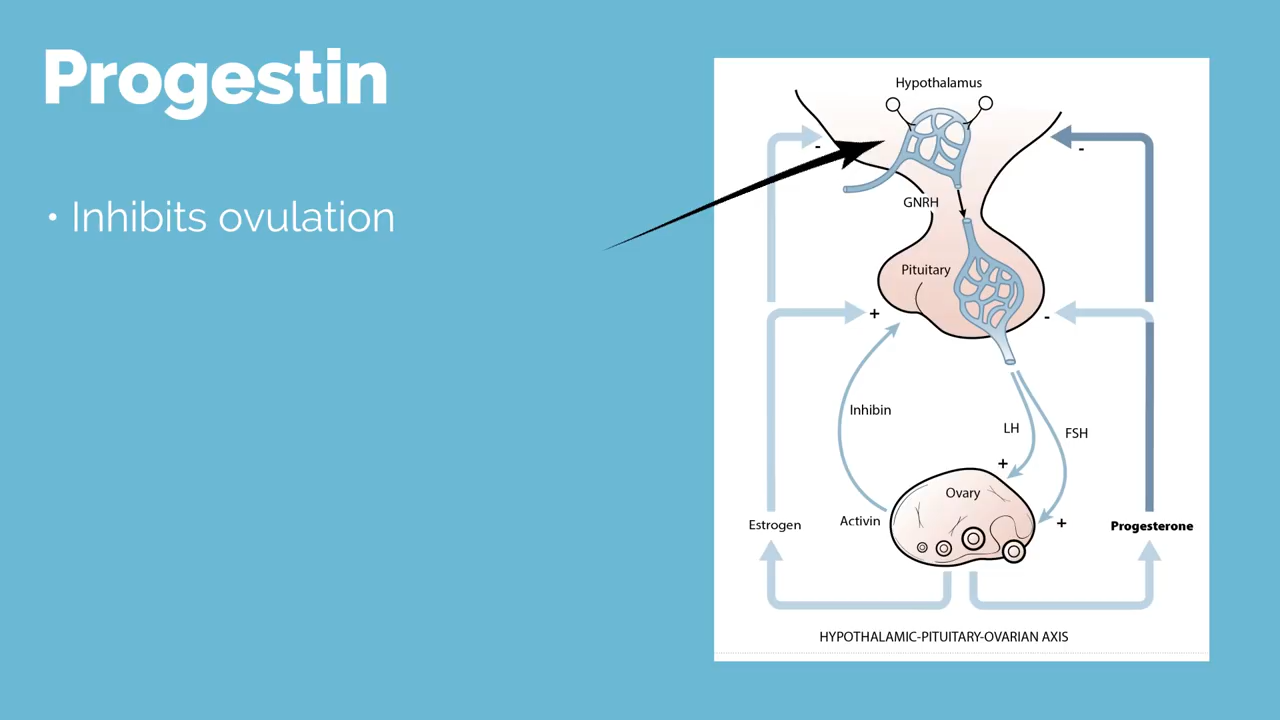 Progestin
• Inhibits ovulation
Hypothalamus
-
-
GNRH
Pituitary
+
-
Inhibin
LH
FSH
+
Ovary
Estrogen
Activin
+
Progesterone
HYPOTHALAMIC-PITUITARY-OVARIAN AXIS